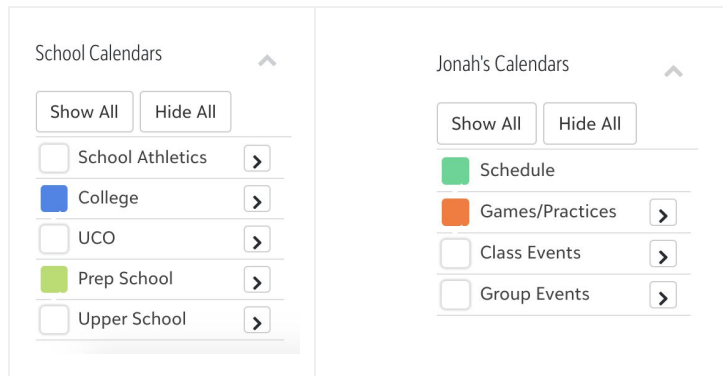 School Calendars
Show All
Hide All
School Athletics
College
UCO
Prep School
Upper School
Jonah's Calendars
Show All
Hide All
Schedule
Games/Practices
Class Events
Group Events